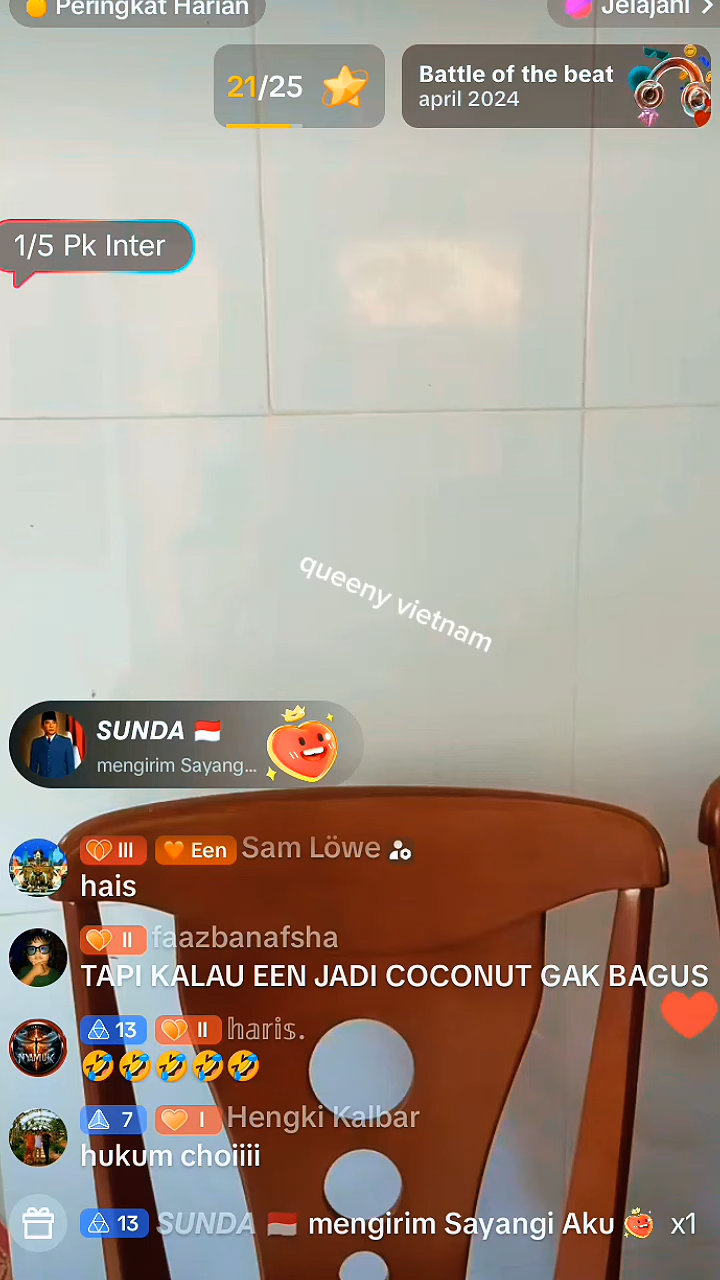 Peringkat Harian
Jelajahi >
21/25
Battle of the beat
april 2024
1/5 Pk Inter
queeny vietnam
SUNDA 🇮🇩
mengirim Sayang...
III Een Sam Löwe
hais
II faazbanafsha
TAPI KALAU EEN JADI COCONUT GAK BAGUS
13 II 𝕙𝕒𝕣𝕚𝕤.
🤣🤣🤣🤣🤣
NYAMUK
7 I Hengki Kalbar
hukum choiiii
13 SUNDA 🇮🇩 mengirim Sayangi Aku x1